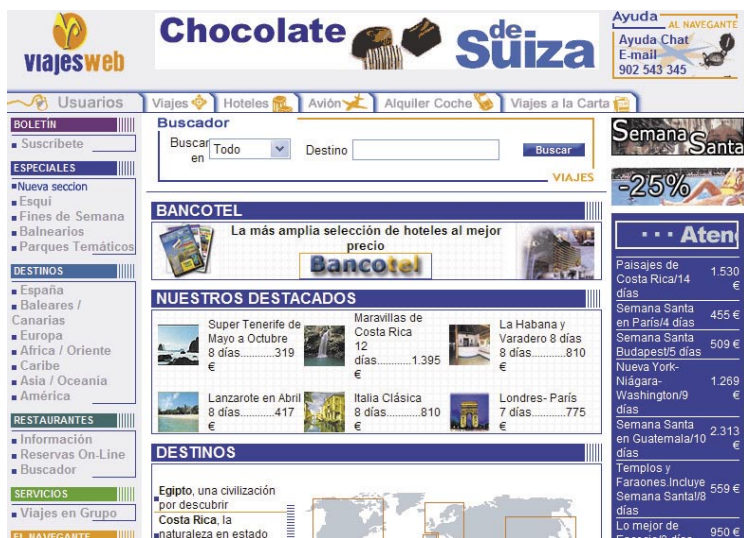 viajesweb
Chocolate de Suiza
Ayuda AL NAVEGANTE
Ayuda Chat
E-mail
902 543 345
Usuarios
Viajes
Hoteles
Avión
Alquiler Coche
Viajes a la Carta
BOLETÍN
Suscríbete
ESPECIALES
Nueva seccion
Esquí
Fines de Semana
Balnearios
Parques Temáticos
DESTINOS
España
Baleares /
Canarias
Europa
Africa / Oriente
Caribe
Asia / Oceanía
América
RESTAURANTES
Información
Reservas On-Line
Buscador
SERVICIOS
Viajes en Grupo
EL NAVEGANTE
Buscador
Buscar
en
Todo
Destino
Buscar
VIAJES
BANCOTEL
La más amplia selección de hoteles al mejor
precio
Bancotel
NUESTROS DESTACADOS
Super Tenerife de
Mayo a Octubre
8 días...........319
€
Maravillas de
Costa Rica
12
días...........1.395
€
La Habana y
Varadero 8 días
8 días...........810
€
Lanzarote en Abril
8 días...........417
€
Italia Clásica
8 días...........810
€
Londres- París
7 días...........775
€
DESTINOS
Egipto, una civilización
por descubrir
Costa Rica, la
naturaleza en estado
Semana Santa
-25%
... Aten
Paisajes de
Costa Rica/14
días
1.530
€
Semana Santa
en París/4 días
455 €
Semana Santa
Budapest/5 días
509 €
Nueva York-
Niágara-
Washington/9
días
1.269
€
Semana Santa
en Guatemala/10
días
2.313
€
Templos y
Faraones.Incluye
Semana Santa!/8
días
559 €
Lo mejor de
950 €